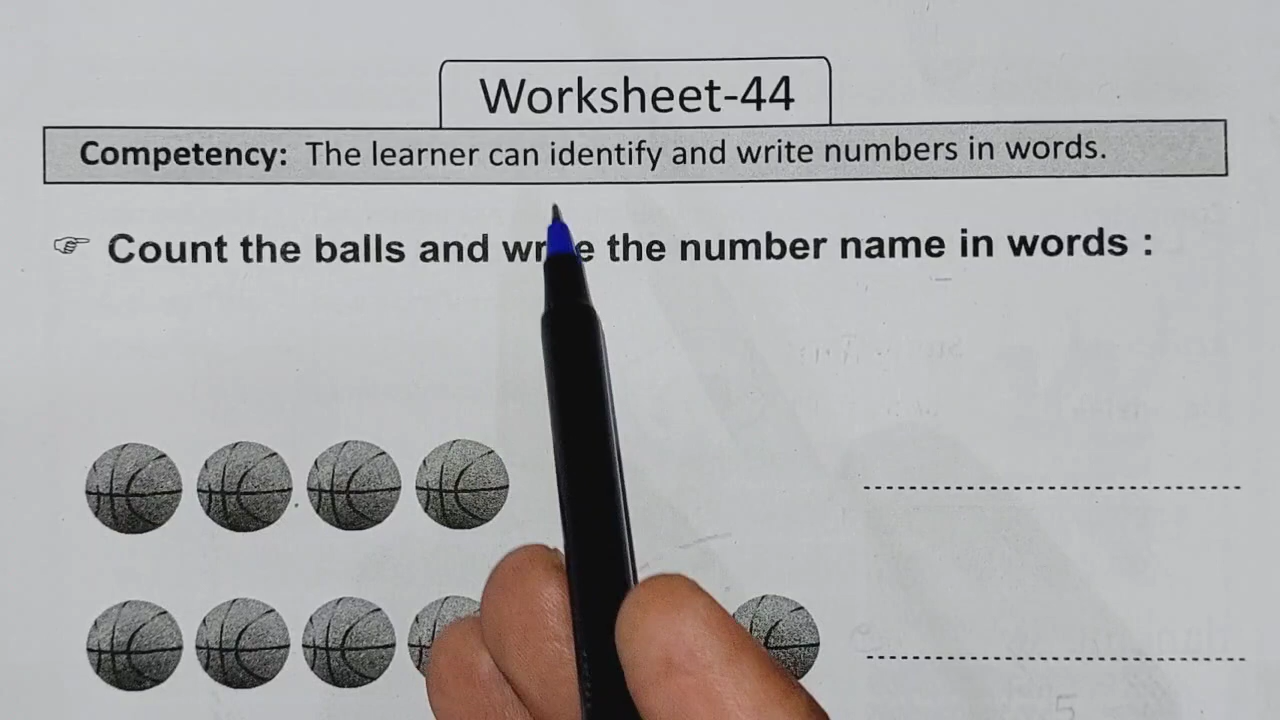 Worksheet-44
Competency: The learner can identify and write numbers in words.
Count the balls and the number name in words :
5